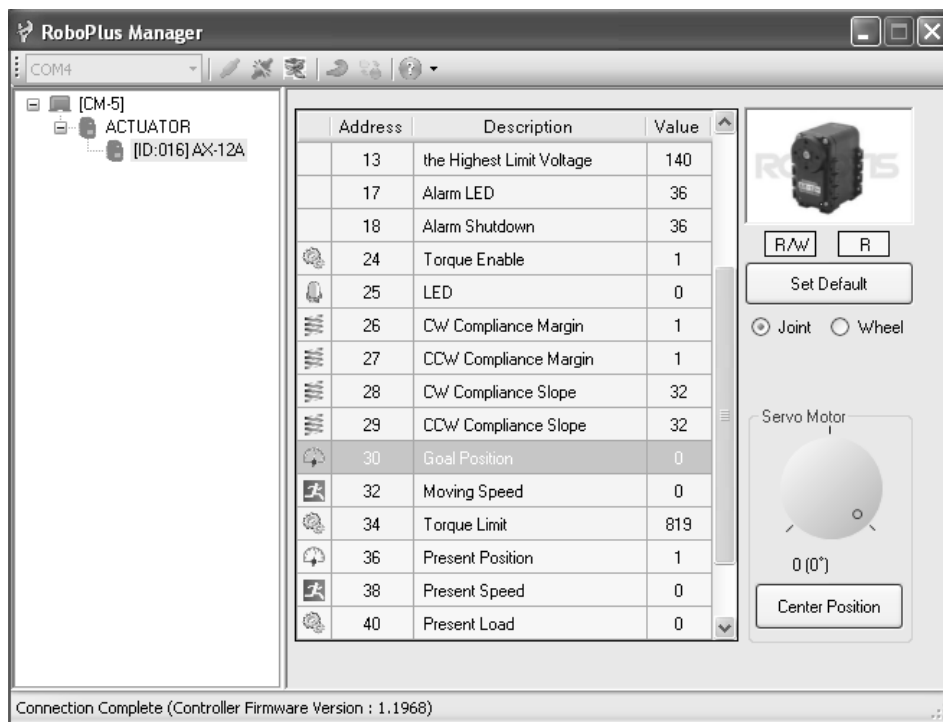 RoboPlus Manager
COM4
[CM-5]
ACTUATOR
[ID:016] AX-12A
Address Description Value
13 the Highest Limit Voltage 140
17 Alarm LED 36
18 Alarm Shutdown 36
24 Torque Enable 1
25 LED 0
26 CW Compliance Margin 1
27 CCW Compliance Margin 1
28 CW Compliance Slope 32
29 CCW Compliance Slope 32
30 Goal Position 0
32 Moving Speed 0
34 Torque Limit 819
36 Present Position 1
38 Present Speed 0
40 Present Load 0
R/W R
Set Default
Joint Wheel
Servo Motor
0 (0°)
Center Position
Connection Complete (Controller Firmware Version : 1.1968)